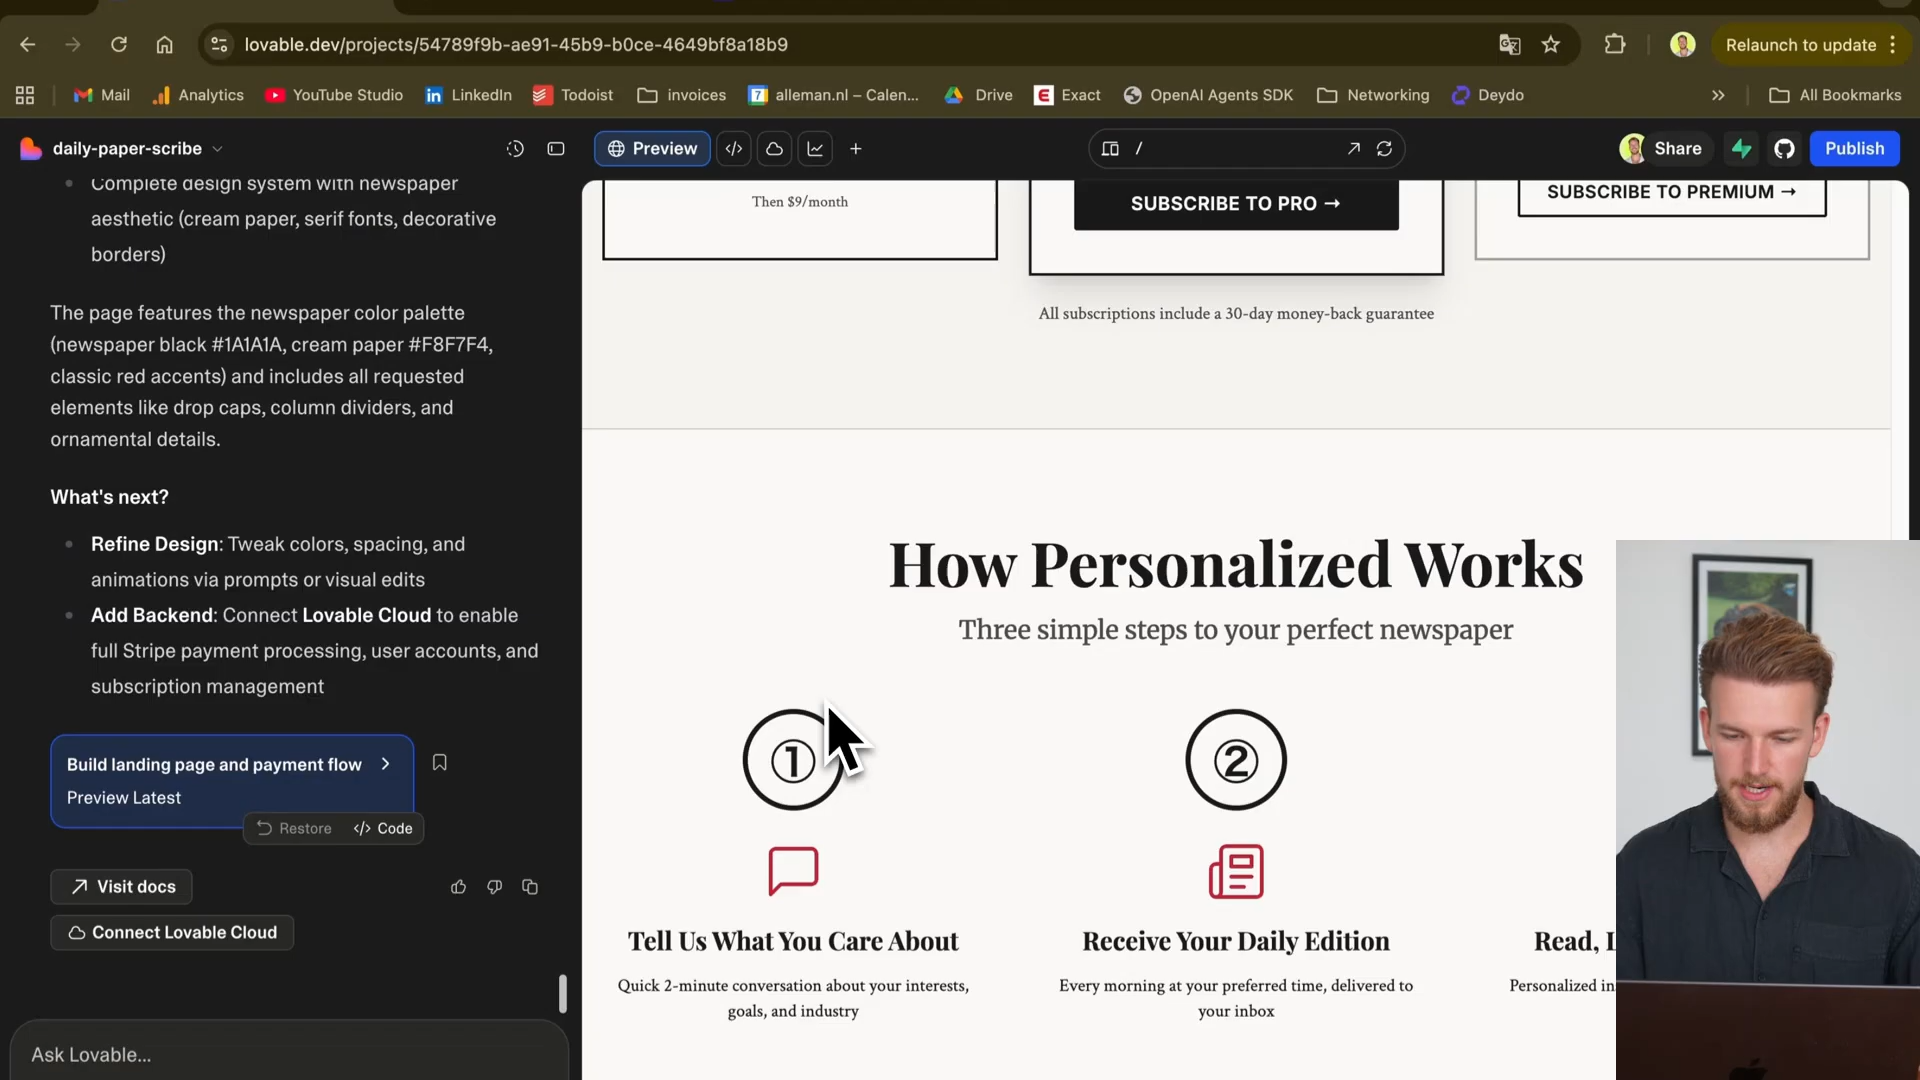 lovable.dev/projects/54789f9b-ae91-45b9-b0ce-4649bf8a18b9
Relaunch to update
Mail
Analytics
YouTube Studio
LinkedIn
Todoist
invoices
7
alleman.nl – Calen...
Drive
Exact
OpenAI Agents SDK
Networking
Deydo
»
All Bookmarks
daily-paper-scribe
Preview
/
Share
Publish
Complete design system with newspaper
aesthetic (cream paper, serif fonts, decorative
borders)
The page features the newspaper color palette
(newspaper black #1A1A1A, cream paper #F8F7F4,
classic red accents) and includes all requested
elements like drop caps, column dividers, and
ornamental details.
What's next?
Refine Design: Tweak colors, spacing, and
animations via prompts or visual edits
Add Backend: Connect Lovable Cloud to enable
full Stripe payment processing, user accounts, and
subscription management
Build landing page and payment flow
Preview Latest
Restore
Code
Visit docs
Connect Lovable Cloud
Ask Lovable...
Then $9/month
SUBSCRIBE TO PRO →
SUBSCRIBE TO PREMIUM →
All subscriptions include a 30-day money-back guarantee
How Personalized Works
Three simple steps to your perfect newspaper
①
②
Tell Us What You Care About
Quick 2-minute conversation about your interests,
goals, and industry
Receive Your Daily Edition
Every morning at your preferred time, delivered to
your inbox
Read,
Personalized